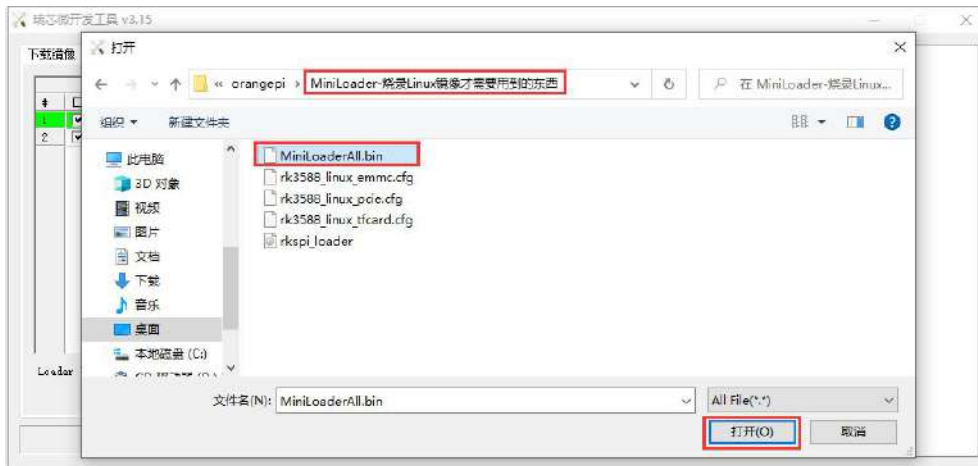 瑞芯微开发工具 v3.15
下载镜像
打开
« orangepi › MiniLoader-烧录Linux镜像才需要用到的东西
在 MiniLoader-烧录Linux...
组织
新建文件夹
#
1
2
此电脑
3D 对象
视频
图片
文档
下载
音乐
桌面
本地磁盘 (C:)
MiniLoaderAll.bin
rk3588_linux_emmc.cfg
rk3588_linux_pcie.cfg
rk3588_linux_tfcard.cfg
rkspi_loader
Loader
文件名(N): MiniLoaderAll.bin
All File(*.*)
打开(O)
取消